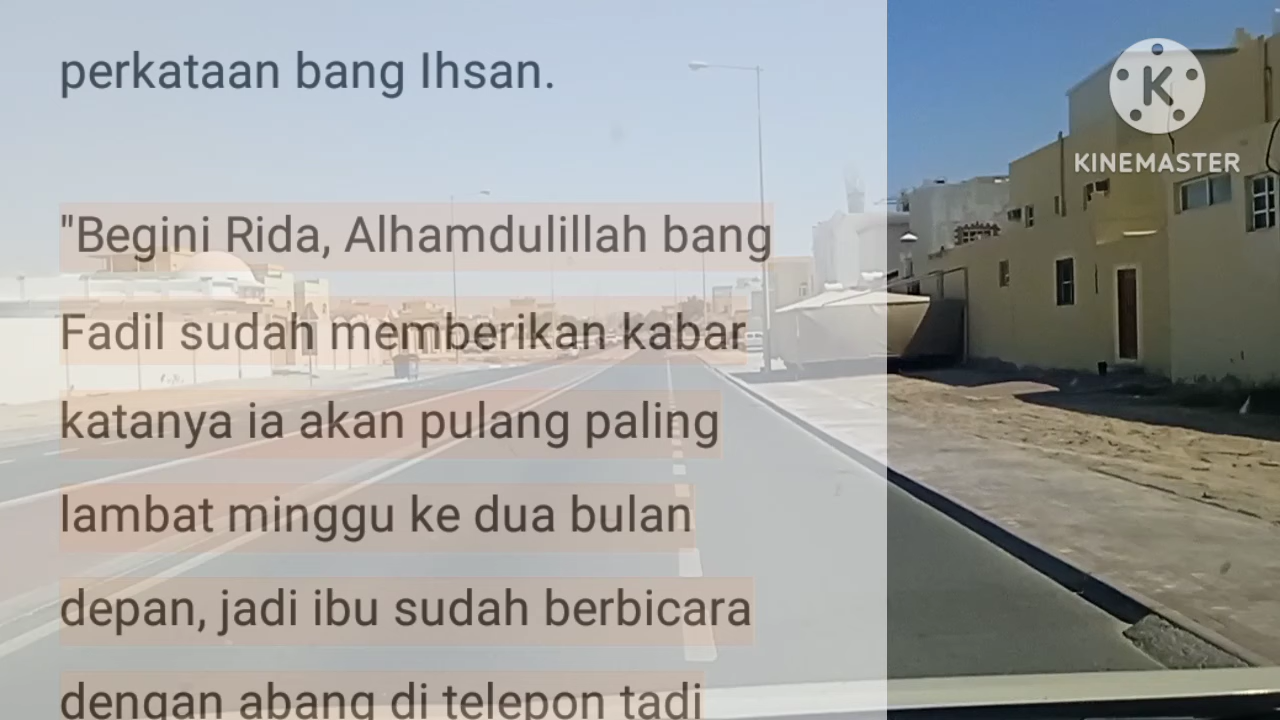 perkataan bang Ihsan.
"Begini Rida, Alhamdulillah bang
Fadil sudah memberikan kabar
katanya ia akan pulang paling
lambat minggu ke dua bulan
depan, jadi ibu sudah berbicara
dengan abang di telepon tadi
K
KINEMASTER